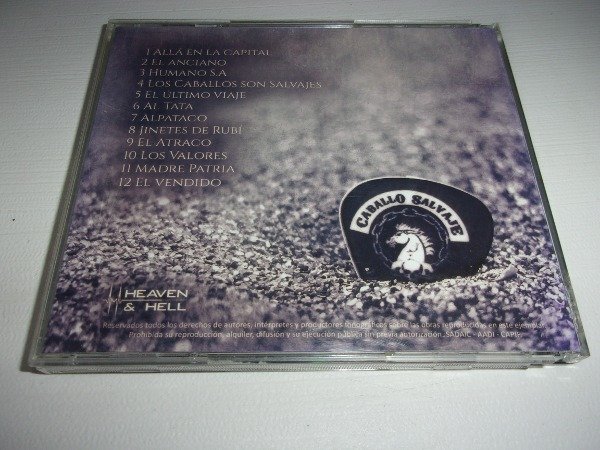 1 Allá en la capital
2 El anciano
3 Humano S.A
4 Los Caballos son salvajes
5 El ultimo viaje
6 Al Tata
7 Alpataco
8 Jinetes de Rubí
9 El Atraco
10 Los Valores
11 Madre Patria
12 El vendido
CABALLO SALVAJE
HEAVEN
& HELL
Reservados todos los derechos de autores, intérpretes y productores fonográficos sobre las obras reproducidas en este ejemplar.
Prohibida su reproducción, alquiler, difusión y su ejecución pública sin previa autorización. SADAIC - AADI - CAPIF